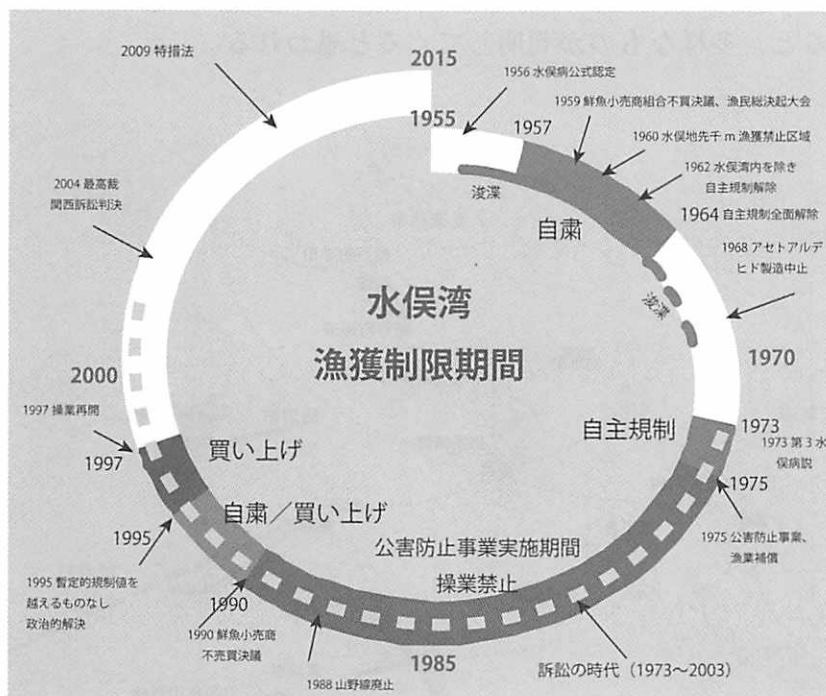 2009 特措法
2015
1955
1956 水俣病公式認定
1957
1959 鮮魚小売商組合不買決議、漁民総決起大会
1960 水俣地先千 m 漁獲禁止区域
1962 水俣湾内を除き
自主規制解除
浚渫
自粛
1964 自主規制全面解除
2004 最高裁
関西訴訟判決
1968 アセトアルデ
ヒド製造中止
浚渫
水俣湾
漁獲制限期間
1970
2000
1997 操業再開
1997
買い上げ
自主規制
1973
1973 第 3 水
俣病説
1975
自粛／買い上げ
1995
公害防止事業実施期間
操業禁止
1975 公害防止事業、
漁業補償
1995 暫定的規制値を
越えるものなし
政治的解決
1990
1990 鮮魚小売商
不売買決議
1985
1988 山野線廃止
訴訟の時代（1973～2003）